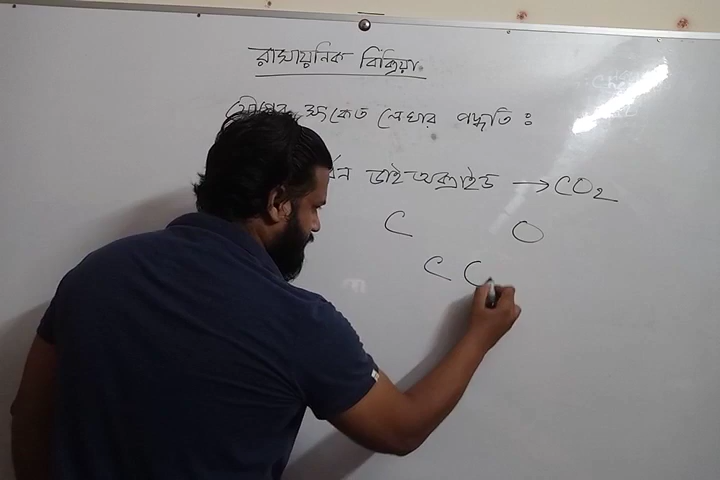 রাসায়নিক বিক্রিয়া
সংকেত লেখার পদ্ধতি :
ডাই অক্সাইড → CO₂
C O
C